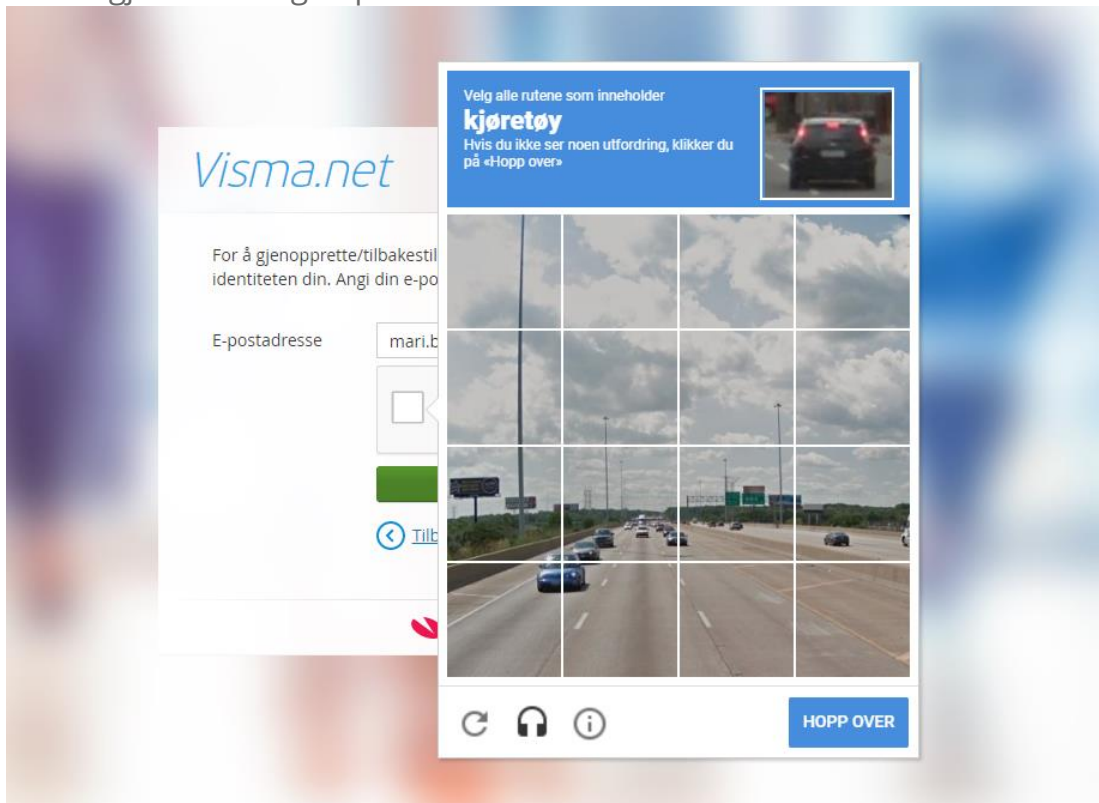 Visma.net
For å gjenopprette/tilbakestil
identiteten din. Angi din e-po
E-postadresse
mari.b
Tilb
Velg alle rutene som inneholder
kjøretøy
Hvis du ikke ser noen utfordring, klikker du
på «Hopp over»
HOPP OVER